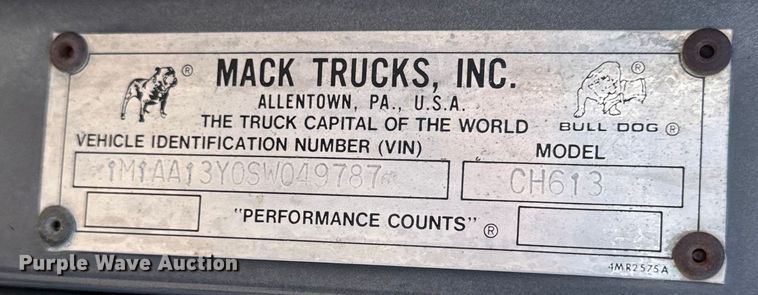 MACK TRUCKS, INC.
ALLENTOWN, PA., U.S.A.
THE TRUCK CAPITAL OF THE WORLD
BULL DOG ®
VEHICLE IDENTIFICATION NUMBER (VIN)
MODEL
1M1AA13Y0SW049787
CH613
"PERFORMANCE COUNTS" ®
4MR2575A
Purple Wave Auction